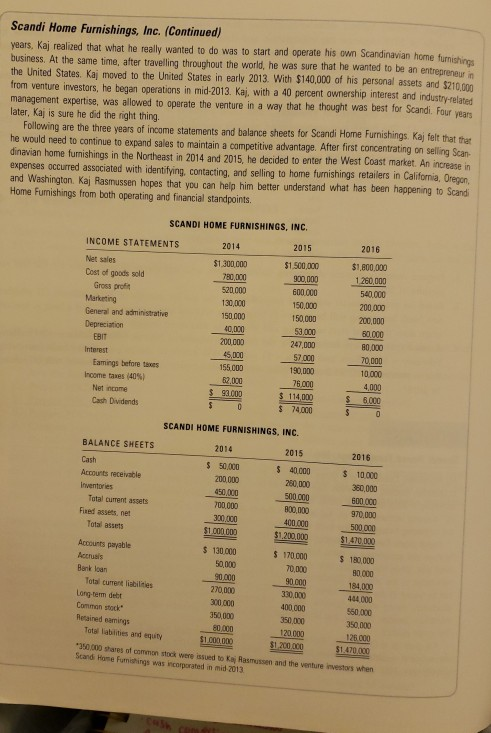 Scandi Home Furnishings, Inc. (Continued)
years, Kaj realized that what he really wanted to do was to start and operate his own Scandinavian home furnishings
business. At the same time, after travelling throughout the world, he was sure that he wanted to be an entrepreneur in
the United States. Kaj moved to the United States in early 2013. With $140,000 of his personal assets and $210,000
from venture investors, he began operations in mid-2013. Kaj, with a 40 percent ownership interest and industry-related
management expertise, was allowed to operate the venture in a way that he thought was best for Scandi. Four years
later, Kaj is sure he did the right thing.
Following are the three years of income statements and balance sheets for Scandi Home Furnishings. Kaj felt that that
he would need to continue to expand sales to maintain a competitive advantage. After first concentrating on selling Scan-
dinavian home furnishings in the Northeast in 2014 and 2015, he decided to enter the West Coast market. An increase in
expenses occurred associated with identifying, contacting, and selling to home furnishings retailers in California, Oregon,
and Washington. Kaj Rasmussen hopes that you can help him better understand what has been happening to Scandi
Home Furnishings from both operating and financial standpoints.
SCANDI HOME FURNISHINGS, INC.
INCOME STATEMENTS 2014 2015 2016
Net sales $1,300,000 $1,500,000 $1,800,000
Cost of goods sold 780,000 900,000 1,260,000
Gross profit 520,000 600,000 540,000
Marketing 130,000 150,000 200,000
General and administrative 150,000 150,000 200,000
Depreciation 40,000 53,000 60,000
EBIT 200,000 247,000 80,000
Interest 45,000 57,000 70,000
Earnings before taxes 155,000 190,000 10,000
Income taxes (40%) 62,000 76,000 4,000
Net income $ 93,000 $ 114,000 $ 6,000
Cash Dividends $ 0 $ 74,000 $ 0
SCANDI HOME FURNISHINGS, INC.
BALANCE SHEETS 2014 2015 2016
Cash $ 50,000 $ 40,000 $ 10,000
Accounts receivable 200,000 260,000 360,000
Inventories 450,000 500,000 600,000
Total current assets 700,000 800,000 970,000
Fixed assets, net 300,000 400,000 500,000
Total assets $1,000,000 $1,200,000 $1,470,000
Accounts payable $ 130,000 $ 170,000 $ 180,000
Accruals 50,000 70,000 80,000
Bank loan 90,000 90,000 184,000
Total current liabilities 270,000 330,000 444,000
Long-term debt 300,000 400,000 550,000
Common stock* 350,000 350,000 350,000
Retained earnings 80,000 120,000 126,000
Total liabilities and equity $1,000,000 $1,200,000 $1,470,000
*350,000 shares of common stock were issued to Kaj Rasmussen and the venture investors when
Scandi Home Furnishings was incorporated in mid-2013.